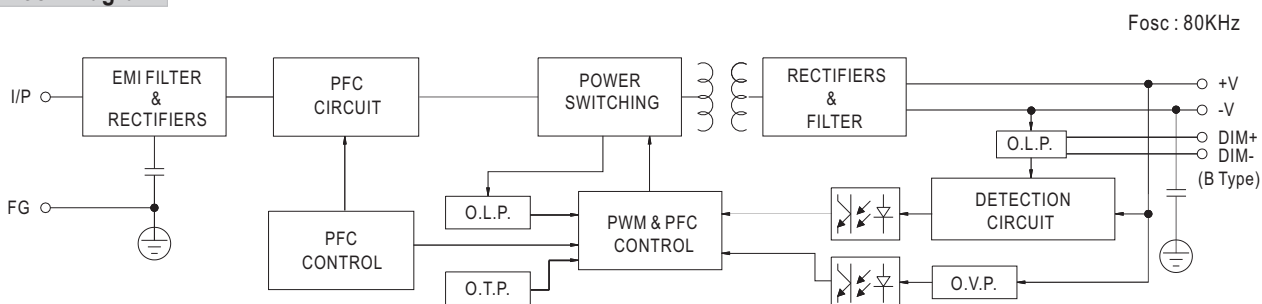 Fosc : 80KHz
I/P
EMI FILTER
&
RECTIFIERS
PFC
CIRCUIT
POWER
SWITCHING
RECTIFIERS
&
FILTER
+V
-V
DIM+
DIM-
(B Type)
O.L.P.
FG
PFC
CONTROL
O.L.P.
O.T.P.
PWM & PFC
CONTROL
DETECTION
CIRCUIT
O.V.P.